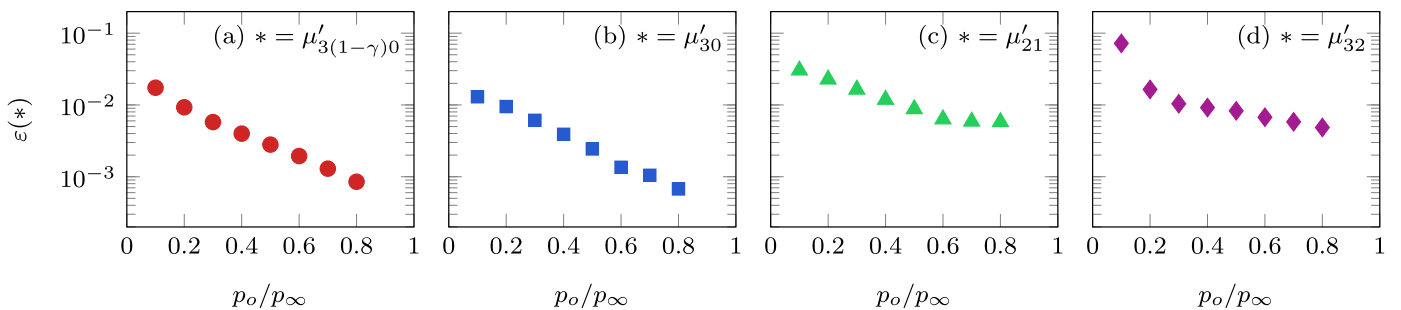 (a) ∗ = μ′₃₍₁₋γ₎₀
(b) ∗ = μ′₃₀
(c) ∗ = μ′₂₁
(d) ∗ = μ′₃₂
10⁻¹
10⁻²
10⁻³
ε(∗)
0 0.2 0.4 0.6 0.8 1
0 0.2 0.4 0.6 0.8 1
0 0.2 0.4 0.6 0.8 1
0 0.2 0.4 0.6 0.8 1
pₒ/p∞
pₒ/p∞
pₒ/p∞
pₒ/p∞